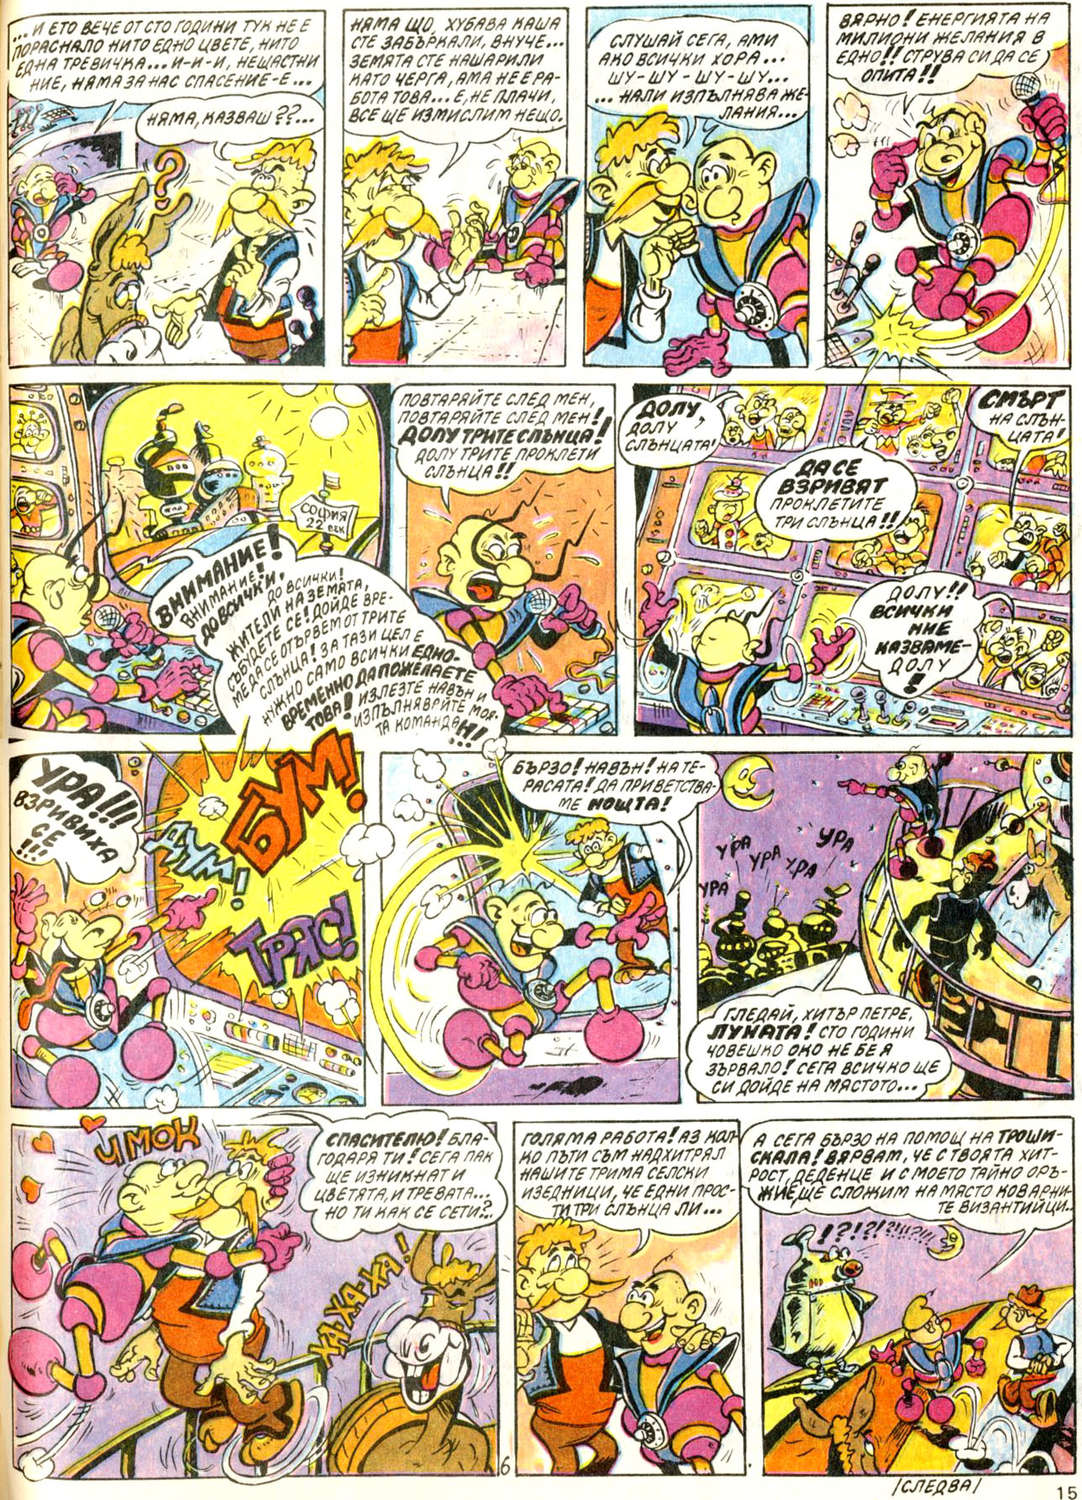 ... И ЕТО ВЕЧЕ ОТ СТО ГОДИНИ ТУК НЕ Е
ПОРАСНАЛО НИТО ЕДНО ЦВЕТЕ, НИТО
ЕДНА ТРЕВИЧКА... И-И-И, НЕЩАСТНИ
НИЕ, НЯМА ЗА НАС СПАСЕНИЕ-Е...
НЯМА, КАЗВАШ??...
?
НЯМА ЩО, ХУБАВА КАША
СТЕ ЗАБЪРКАЛИ, ВНУЧЕ...
ЗЕМЯТА СТЕ НАШАРИЛИ
КАТО ЧЕРГА, АМА НЕ Е РА-
БОТА ТОВА... Е, НЕ ПЛАЧИ,
ВСЕ ЩЕ ИЗМИСЛИМ НЕЩО.
СЛУШАЙ СЕГА, АМИ
АКО ВСИЧКИ ХОРА...
ШУ-ШУ-ШУ-ШУ...
... НАЛИ ИЗПЪЛНЯВА ЖЕ-
ЛАНИЯ...
ВЯРНО! ЕНЕРГИЯТА НА
МИЛИОНИ ЖЕЛАНИЯ В
ЕДНО!! СТРУВА СИ ДА СЕ
ОПИТА!!
СОФИЯ
22 ВЕК
ВНИМАНИЕ!
ВНИМАНИЕ!
ДО ВСИЧКИ!
ДО ВСИЧКИ
ЖИТЕЛИ НА ЗЕМЯТА,
СЪБУДЕТЕ СЕ! ДОЙДЕ ВРЕ-
МЕ ДА СЕ ОТЪРВЕМ ОТ ТРИТЕ
СЛЪНЦА! ЗА ТАЗИ ЦЕЛ Е
НУЖНО САМО ВСИЧКИ ЕДНО-
ВРЕМЕННО ДА ПОЖЕЛАЕТЕ
ТОВА! ИЗЛЕЗТЕ НАВЪН И
ИЗПЪЛНЯВАЙТЕ МОЯ-
ТА КОМАНДА-Н!!!
ПОВТАРЯЙТЕ СЛЕД МЕН,
ПОВТАРЯЙТЕ СЛЕД МЕН!
ДОЛУ ТРИТЕ СЛЪНЦА!!
ДОЛУ ТРИТЕ ПРОКЛЕТИ
СЛЪНЦА!!
ДОЛУ,
ДОЛУ
СЛЪНЦАТА!
ДА СЕ
ВЗРИВЯТ
ПРОКЛЕТИТЕ
ТРИ СЛЪНЦА!!
СМЪРТ
НА СЛЪН-
ЦАТА!
ДОЛУ!!
ВСИЧКИ
НИЕ
КАЗВАМЕ-
ДОЛУ
!
УРА!!!
ВЗРИВИХА
СЕ
!!!
ДУМ!
БУМ!
ТРЯС!
БЪРЗО! НАВЪН! НА ТЕ-
РАСАТА! ДА ПРИВЕТСТВА-
МЕ НОЩТА!
УРА
УРА
УРА
УРА
УРА
ГЛЕДАЙ, ХИТЪР ПЕТРЕ,
ЛУНАТА! СТО ГОДИНИ
ЧОВЕШКО ОКО НЕ БЕ Я
ЗЪРВАЛО! СЕГА ВСИЧКО ЩЕ
СИ ДОЙДЕ НА МЯСТОТО...
ЧМОК
СПАСИТЕЛЮ! БЛА-
ГОДАРЯ ТИ! СЕГА ПАК
ЩЕ ИЗНИКНАТ И
ЦВЕТЯТА, И ТРЕВАТА...
НО ТИ КАК СЕ СЕТИ?
ХА-ХА-ХА!
6
ГОЛЯМА РАБОТА! АЗ КОЛ-
КО ПЪТИ СЪМ НАДХИТРЯЛ
НАШИТЕ ТРИМА СЕЛСКИ
ИЗЕДНИЦИ, ЧЕ ЕДНИ ПРОС-
ТИ ТРИ СЛЪНЦА ЛИ...
А СЕГА БЪРЗО НА ПОМОЩ НА ТРОШИ-
СКАЛА! ВЯРВАМ, ЧЕ С ТВОЯТА ХИТ-
РОСТ, ДЕДЕНЦЕ И С МОЕТО ТАЙНО ОРЪ-
ЖИЕ, ЩЕ СЛОЖИМ НА МЯСТО КОВАРНИ-
ТЕ ВИЗАНТИЙЦИ...
!?!?!?!!?!!?!!
/СЛЕДВА/
15